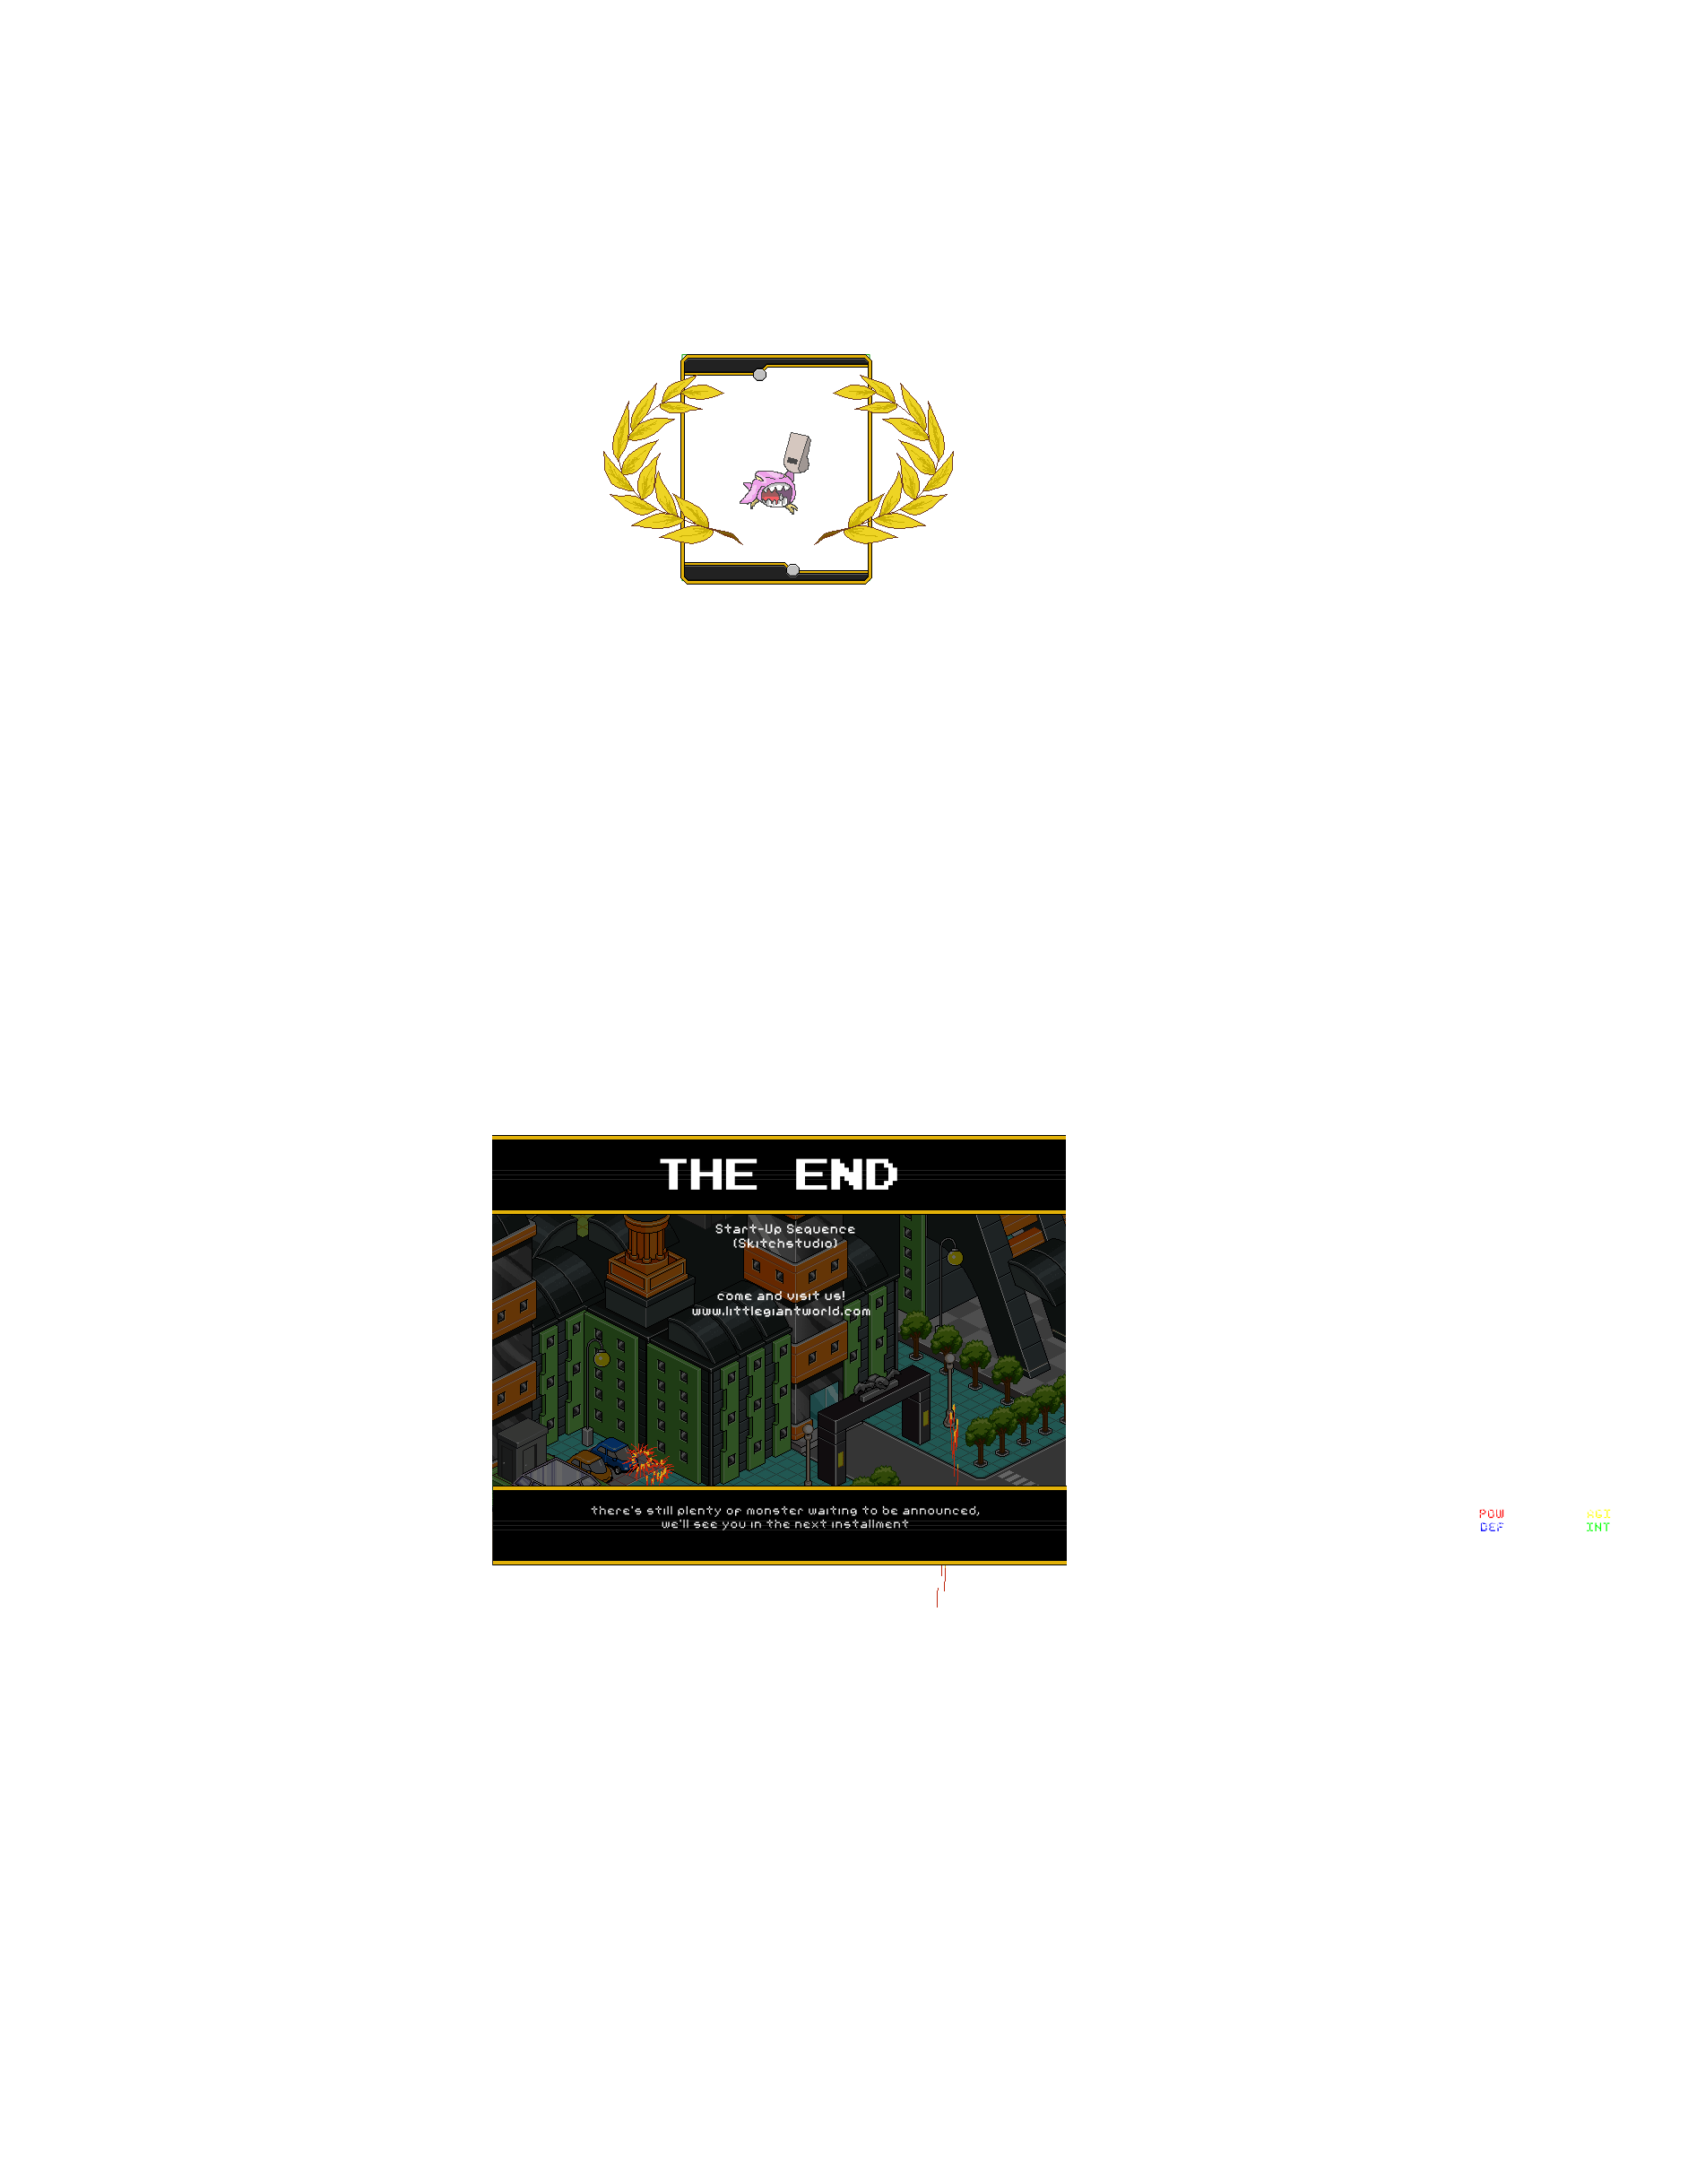 THE END
Start-Up Sequence
(Skitchstudio)
come and visit us!
www.littlegiantworld.com
there's still plenty of monster waiting to be announced,
we'll see you in the next installment
POW AGI
DEF INT